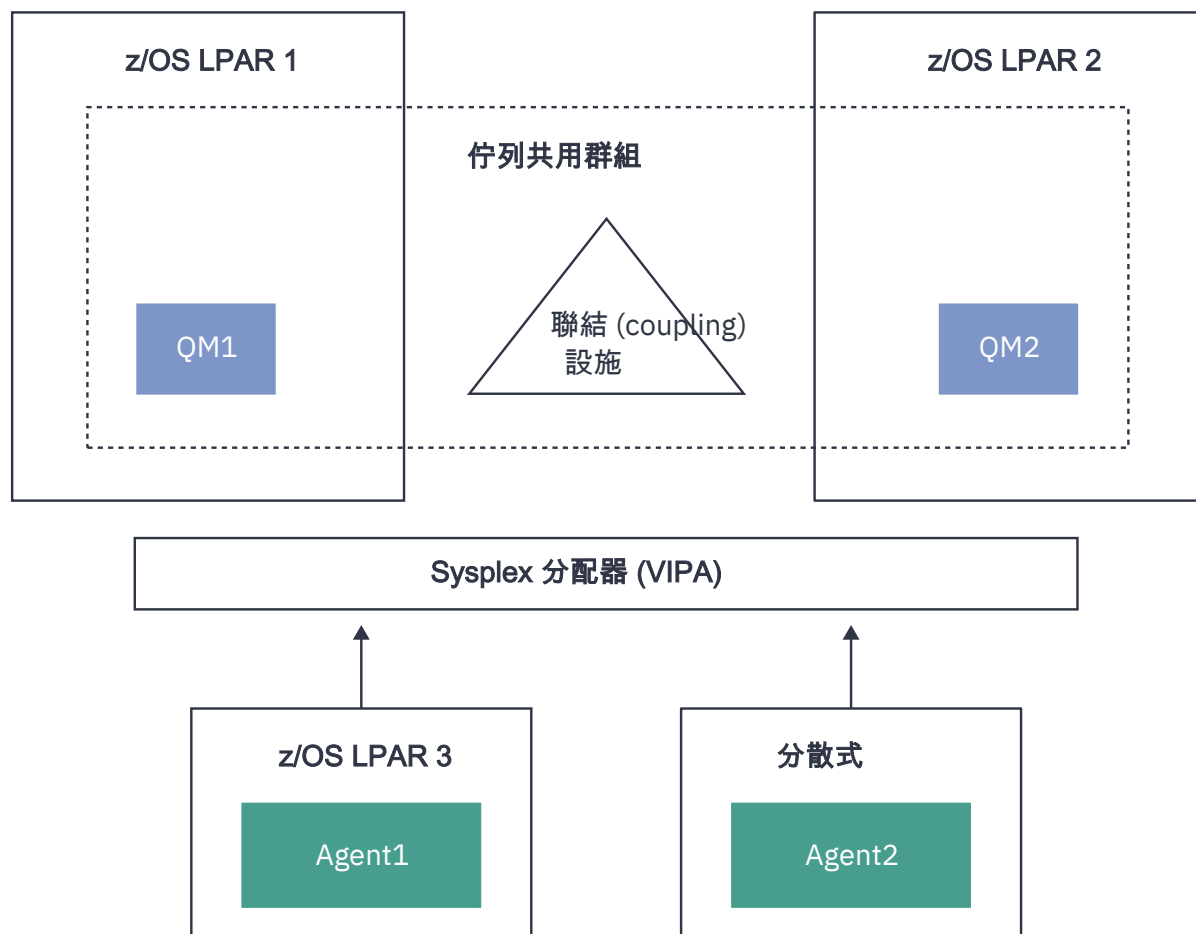 z/OS LPAR 1
z/OS LPAR 2
佇列共用群組
QM1
聯結 (coupling)
設施
QM2
Sysplex 分配器 (VIPA)
z/OS LPAR 3
分散式
Agent1
Agent2